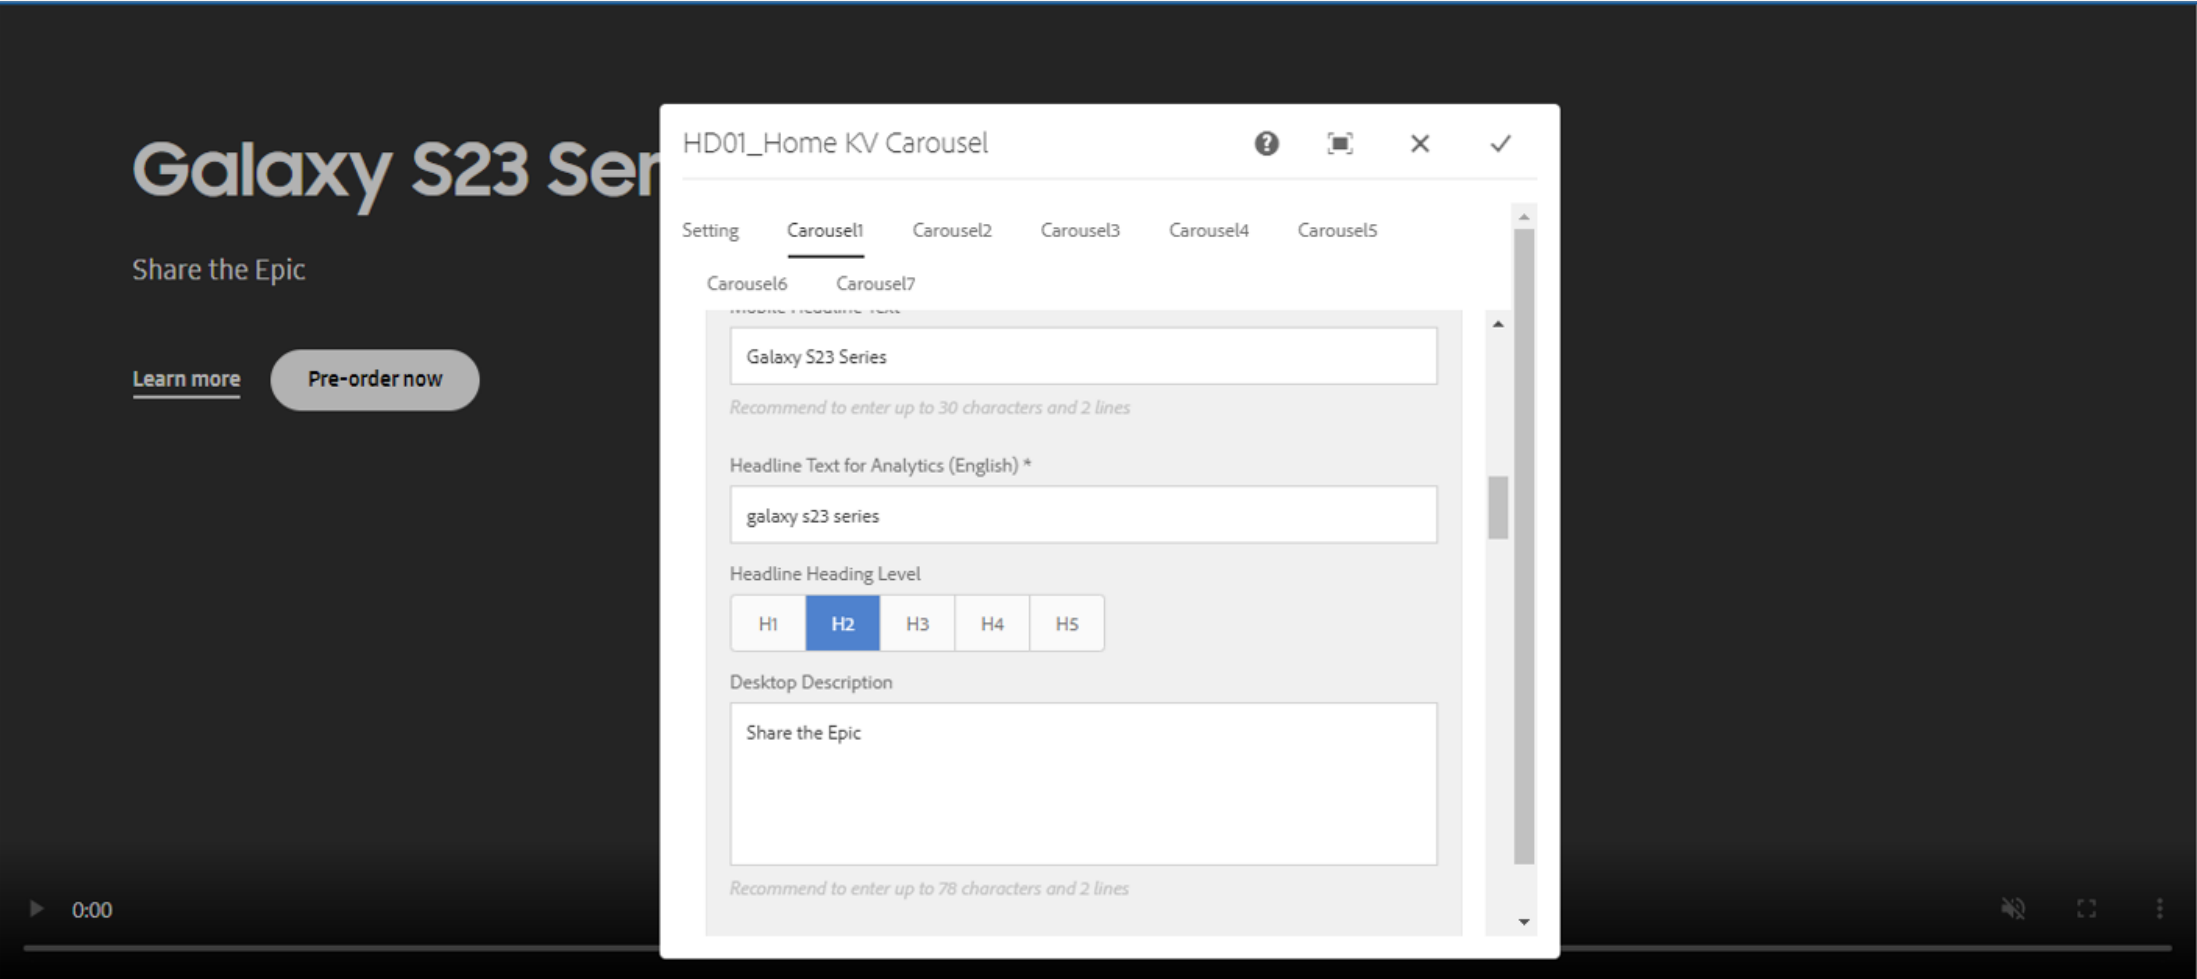 Galaxy S23 Ser
Share the Epic
Learn more
Pre-order now
0:00
HD01_Home KV Carousel
Setting
Carousel1
Carousel2
Carousel3
Carousel4
Carousel5
Carousel6
Carousel7
Mobile Headline Text
Galaxy S23 Series
Recommend to enter up to 30 characters and 2 lines
Headline Text for Analytics (English) *
galaxy s23 series
Headline Heading Level
H1
H2
H3
H4
H5
Desktop Description
Share the Epic
Recommend to enter up to 78 characters and 2 lines